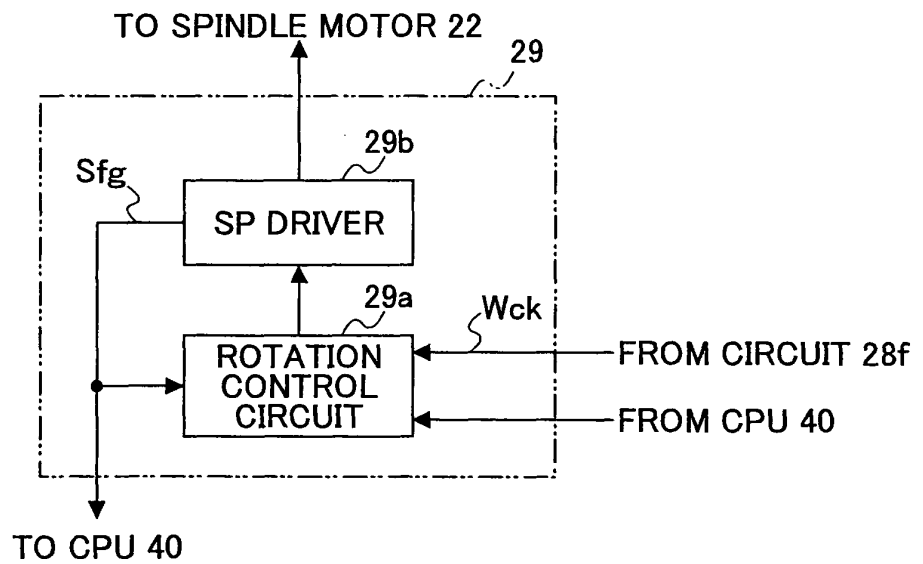 TO SPINDLE MOTOR 22
29
29b
Sfg
SP DRIVER
29a
Wck
ROTATION
CONTROL
CIRCUIT
FROM CIRCUIT 28f
FROM CPU 40
TO CPU 40